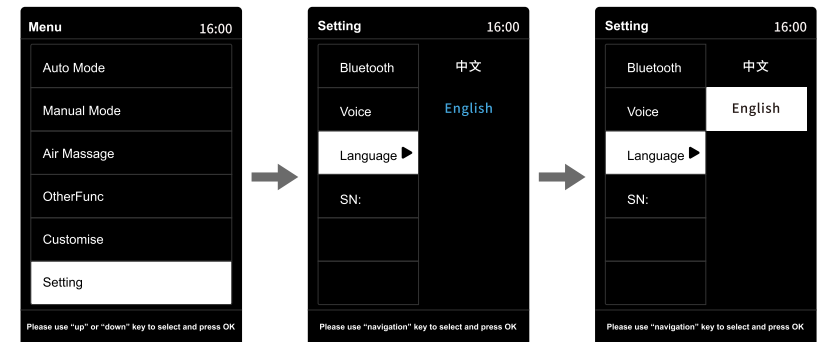 Menu 16:00
Auto Mode
Manual Mode
Air Massage
OtherFunc
Customise
Setting
Please use “up” or “down” key to select and press OK
Setting 16:00
Bluetooth 中文
Voice English
Language
SN:
Please use “navigation” key to select and press OK
Setting 16:00
Bluetooth 中文
Voice English
Language
SN:
Please use “navigation” key to select and press OK